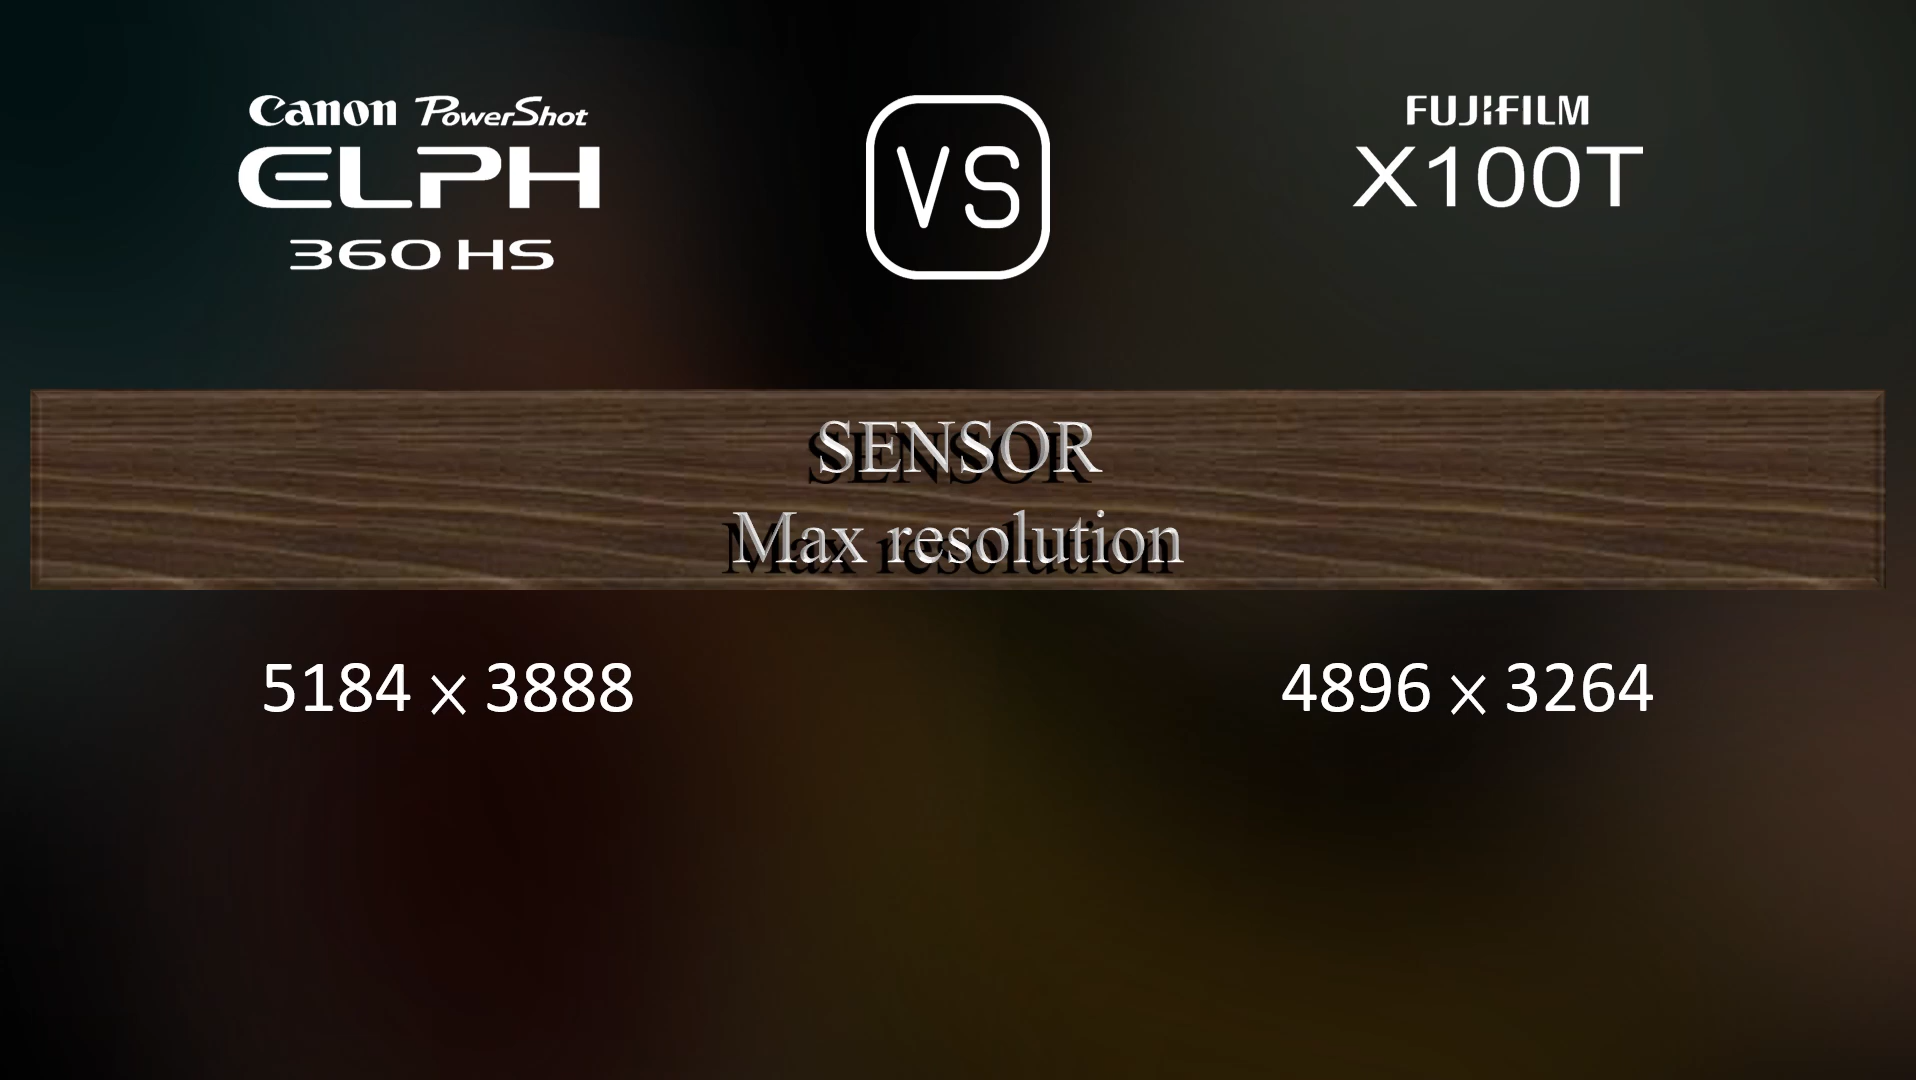 Canon PowerShot
ELPH
360 HS
VS
FUJIFILM
X100T
SENSOR
Max resolution
5184 x 3888
4896 x 3264